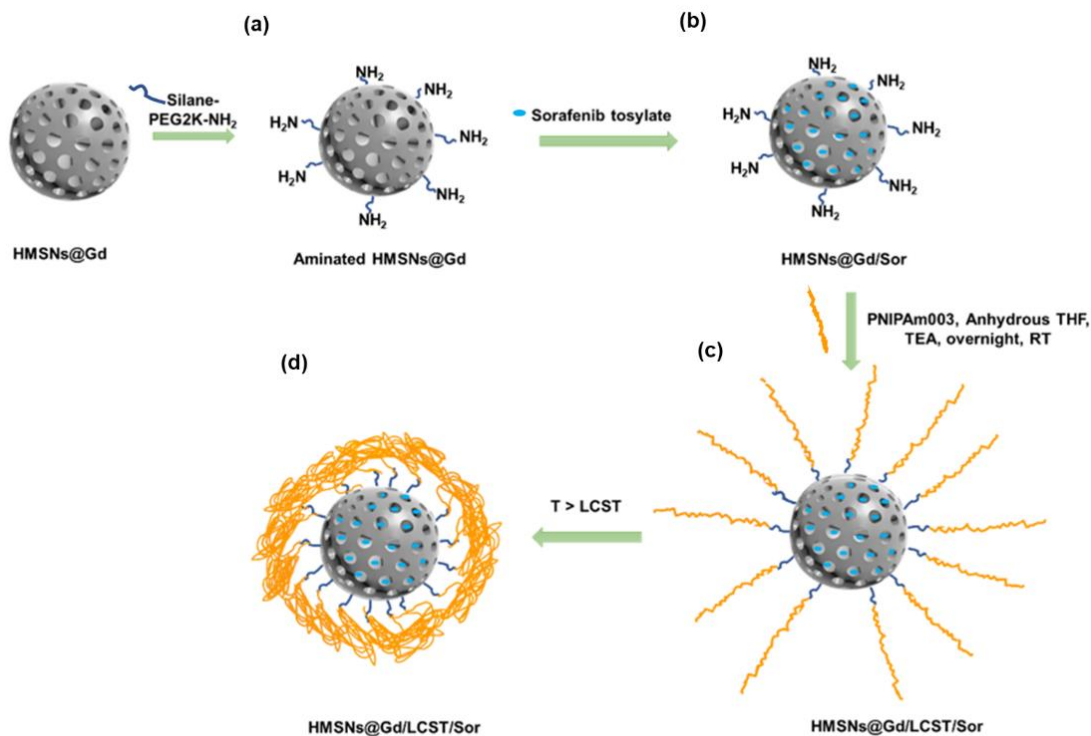 (a)
(b)
Silane-
PEG2K-NH2
NH2
NH2
H2N
NH2
H2N
NH2
NH2
Sorafenib tosylate
NH2
NH2
H2N
NH2
H2N
NH2
NH2
HMSNs@Gd
Aminated HMSNs@Gd
HMSNs@Gd/Sor
PNIPAm003, Anhydrous THF,
TEA, overnight, RT
(d)
(c)
T > LCST
HMSNs@Gd/LCST/Sor
HMSNs@Gd/LCST/Sor